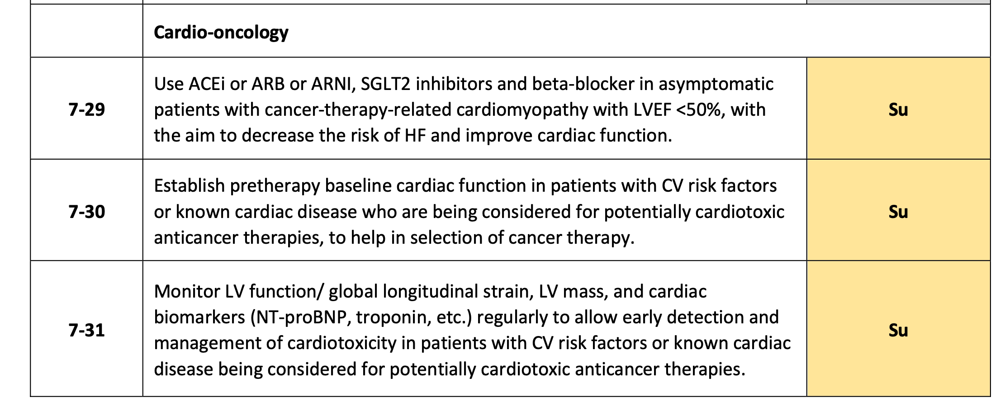 Cardio-oncology
7-29
Use ACEi or ARB or ARNI, SGLT2 inhibitors and beta-blocker in asymptomatic
patients with cancer-therapy-related cardiomyopathy with LVEF <50%, with
the aim to decrease the risk of HF and improve cardiac function.
Su
7-30
Establish pretherapy baseline cardiac function in patients with CV risk factors
or known cardiac disease who are being considered for potentially cardiotoxic
anticancer therapies, to help in selection of cancer therapy.
Su
7-31
Monitor LV function/ global longitudinal strain, LV mass, and cardiac
biomarkers (NT-proBNP, troponin, etc.) regularly to allow early detection and
management of cardiotoxicity in patients with CV risk factors or known cardiac
disease being considered for potentially cardiotoxic anticancer therapies.
Su